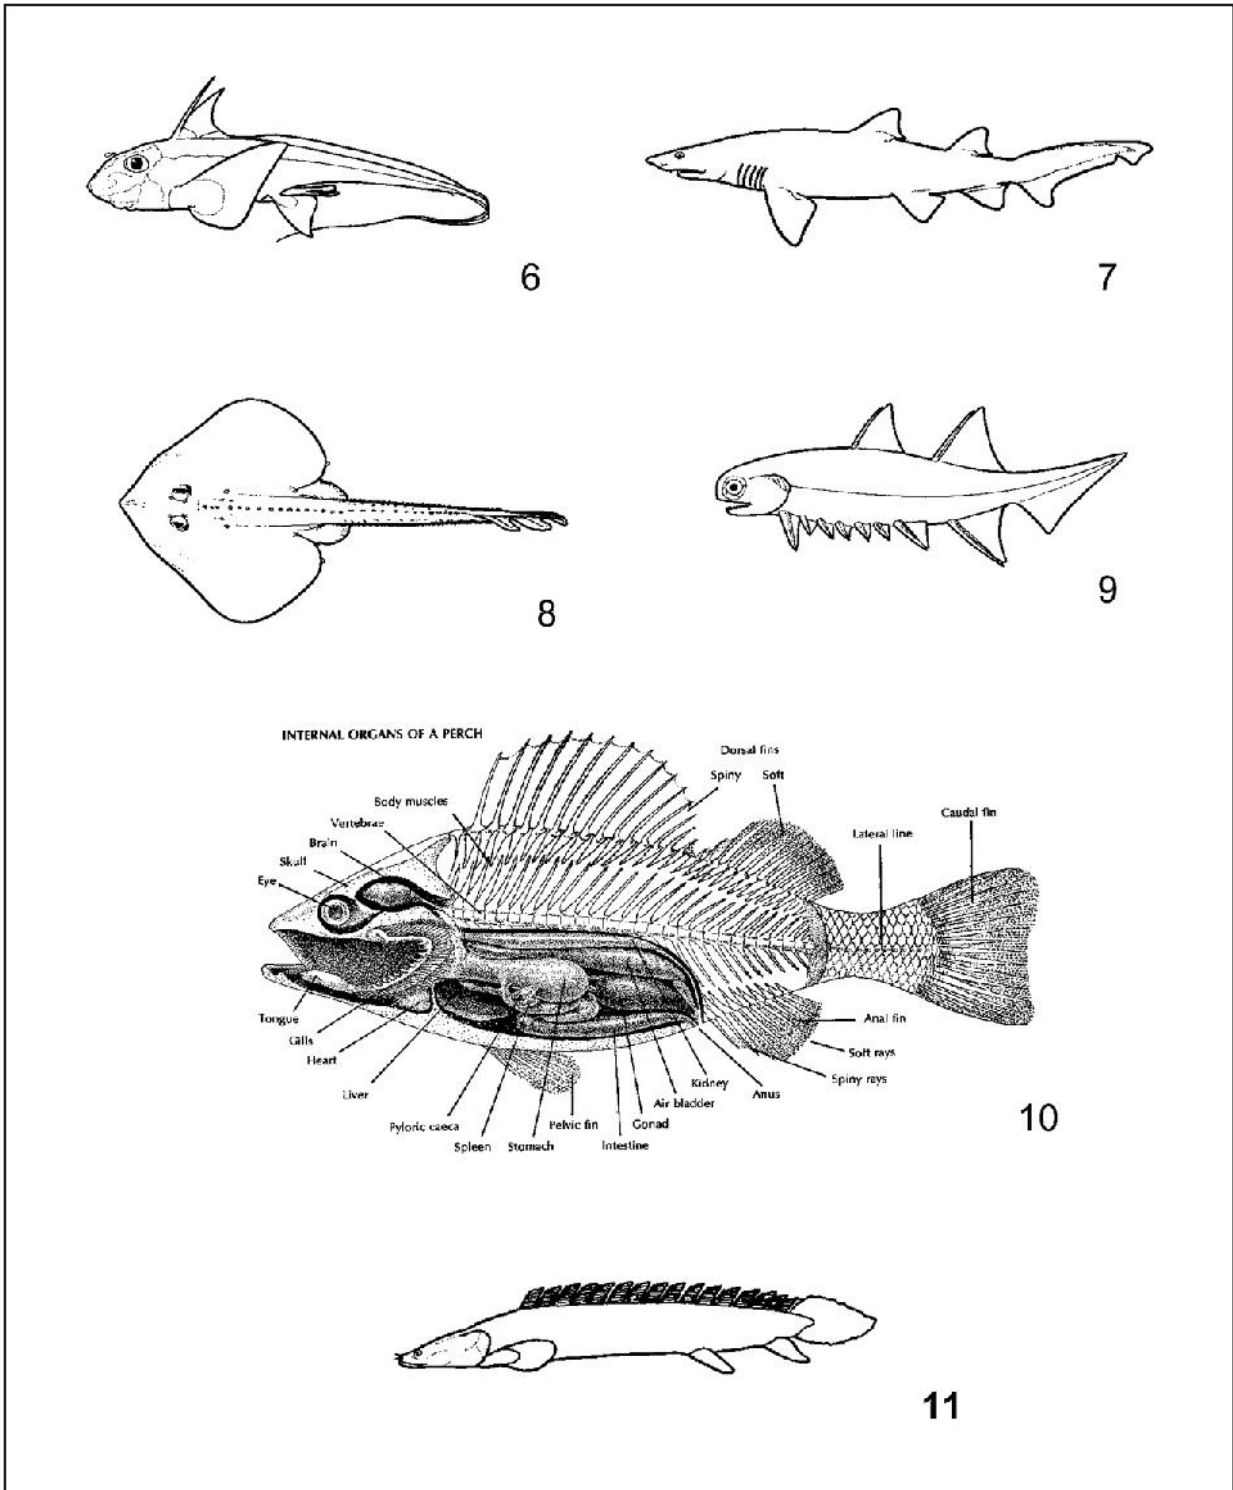 6
7
8
9
INTERNAL ORGANS OF A PERCH
Dorsal fins
Spiny Soft
Body muscles
Caudal fin
Vertebrae
Lateral line
Brain
Skull
Eye
Tongue
Gills
Heart
Liver
Pyloric caeca
Spleen
Stomach
Pelvic fin
Intestine
Gonad
Air bladder
Kidney
Anus
Spiny rays
Soft rays
Anal fin
10
11